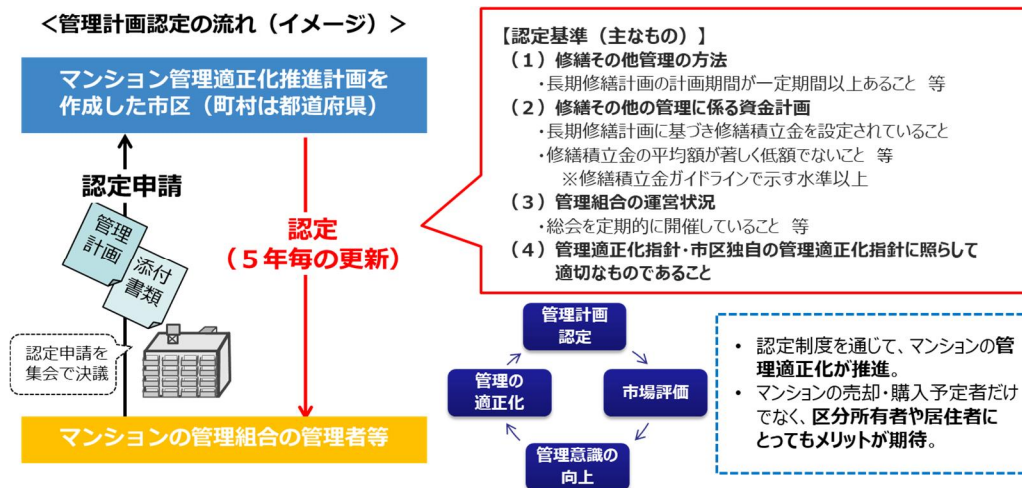 ＜管理計画認定の流れ（イメージ）＞
マンション管理適正化推進計画を
作成した市区（町村は都道府県）
認定申請
管理
計画
添付
書類
認定申請を
集会で決議
認定
（５年毎の更新）
マンションの管理組合の管理者等
【認定基準（主なもの）】
（１）修繕その他管理の方法
・長期修繕計画の計画期間が一定期間以上あること 等
（２）修繕その他の管理に係る資金計画
・長期修繕計画に基づき修繕積立金を設定されていること
・修繕積立金の平均額が著しく低額でないこと 等
※修繕積立金ガイドラインで示す水準以上
（３）管理組合の運営状況
・総会を定期的に開催していること 等
（４）管理適正化指針・市区独自の管理適正化指針に照らして
適切なものであること
管理計画
認定
市場評価
管理意識の
向上
管理の
適正化
• 認定制度を通じて、マンションの管
理適正化が推進。
• マンションの売却・購入予定者だけ
でなく、区分所有者や居住者に
とってもメリットが期待。